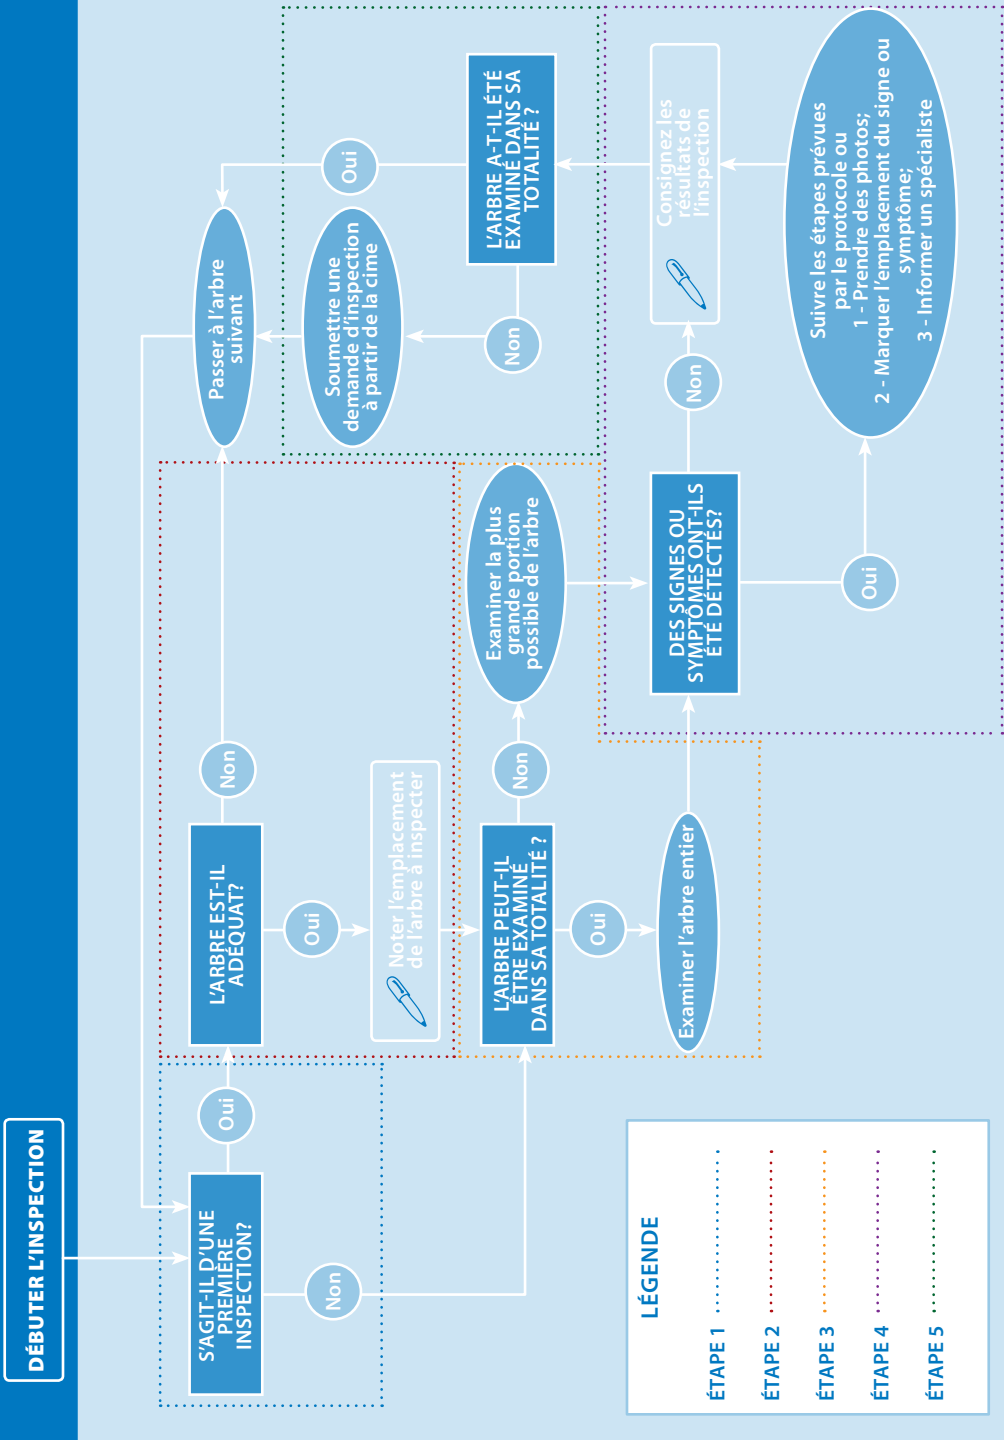 DÉBUTER L'INSPECTION
S'AGIT-IL D'UNE
PREMIÈRE
INSPECTION?
Oui
Non
L'ARBRE EST-IL
ADÉQUAT?
Non
Oui
Noter l'emplacement
de l'arbre à inspecter
L'ARBRE PEUT-IL
ÊTRE EXAMINÉ
DANS SA TOTALITÉ ?
Non
Oui
Examiner l'arbre entier
Examiner la plus
grande portion
possible de l'arbre
DES SIGNES OU
SYMPTÔMES ONT-ILS
ÉTÉ DÉTECTÉS?
Non
Oui
Suivre les étapes prévues
par le protocole ou
1 - Prendre des photos;
2 - Marquer l'emplacement du signe ou
symptôme;
3 - Informer un spécialiste
Consignez les
résultats de
l'inspection
L'ARBRE A-T-IL ÉTÉ
EXAMINÉ DANS SA
TOTALITÉ ?
Oui
Non
Soumettre une
demande d'inspection
à partir de la cime
Passer à l'arbre
suivant
LÉGENDE
ÉTAPE 1
ÉTAPE 2
ÉTAPE 3
ÉTAPE 4
ÉTAPE 5